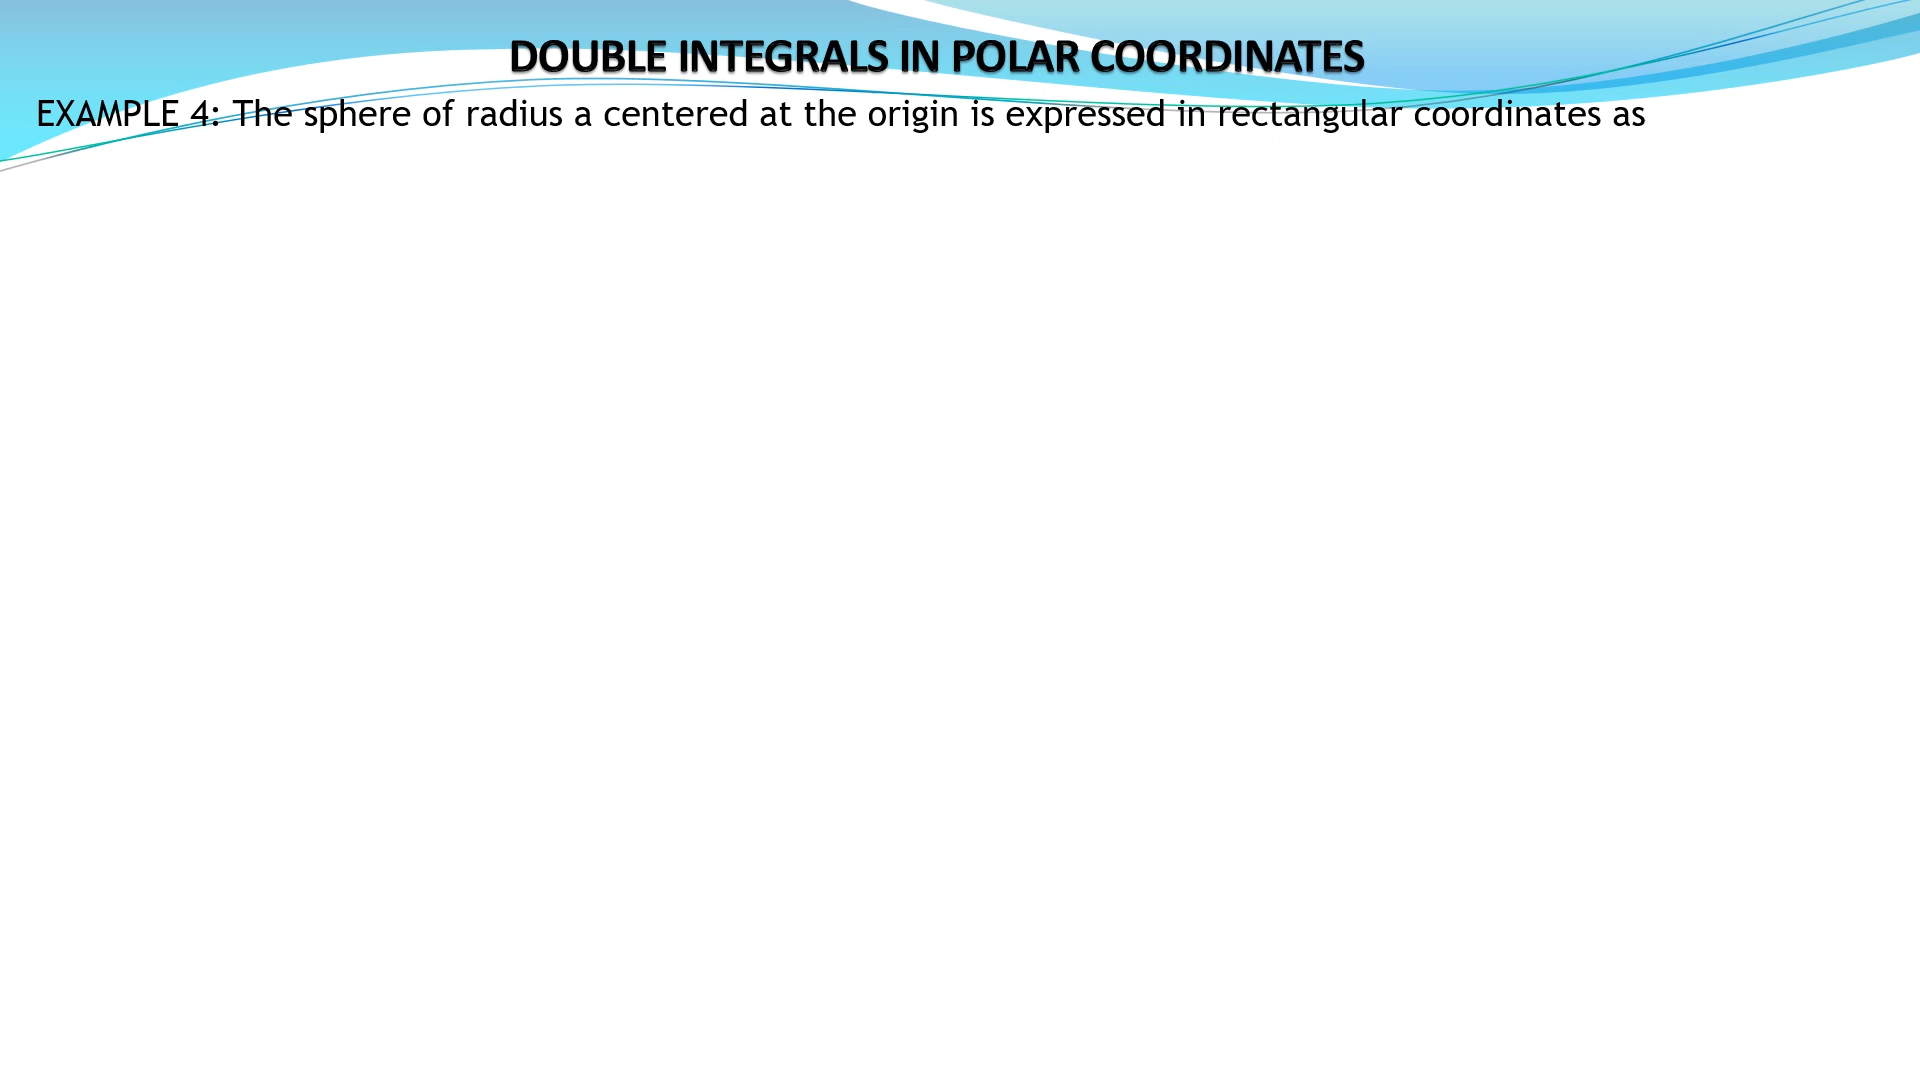 DOUBLE INTEGRALS IN POLAR COORDINATES
EXAMPLE 4: The sphere of radius a centered at the origin is expressed in rectangular coordinates as